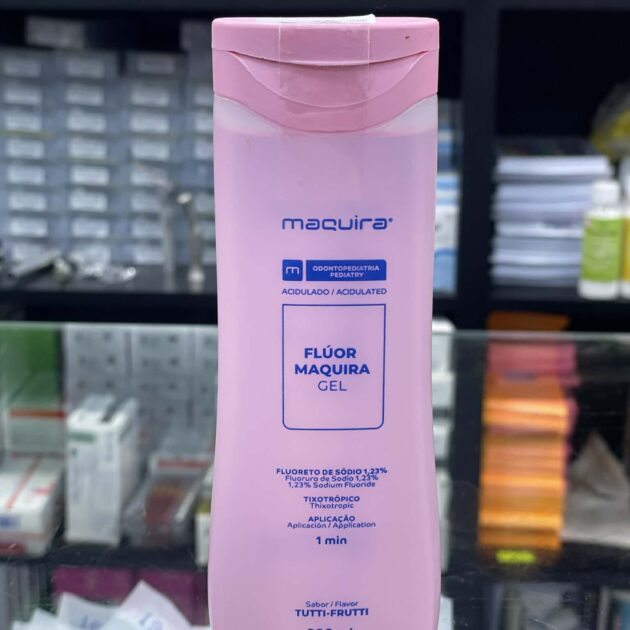 maquira®
m ODONTOPEDIATRIA
PEDIATRY
ACIDULADO / ACIDULATED
FLÚOR
MAQUIRA
GEL
FLUORETO DE SÓDIO 1,23%
Fluoruro de Sodio 1,23%
1,23% Sodium Fluoride
TIXOTRÓPICO
Thixotropic
APLICAÇÃO
Aplicación / Application
1 min
Sabor / Flavor
TUTTI-FRUTTI